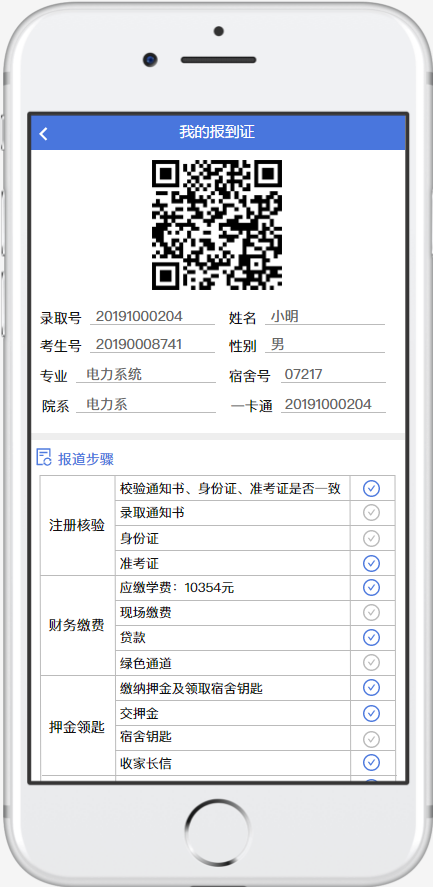 我的报到证
录取号 20191000204 姓名 小明
考生号 20190008741 性别 男
专业 电力系统 宿舍号 07217
院系 电力系 一卡通 20191000204
报道步骤
注册核验
校验通知书、身份证、准考证是否一致
录取通知书
身份证
准考证
财务缴费
应缴学费：10354元
现场缴费
贷款
绿色通道
押金领匙
缴纳押金及领取宿舍钥匙
交押金
宿舍钥匙
收家长信